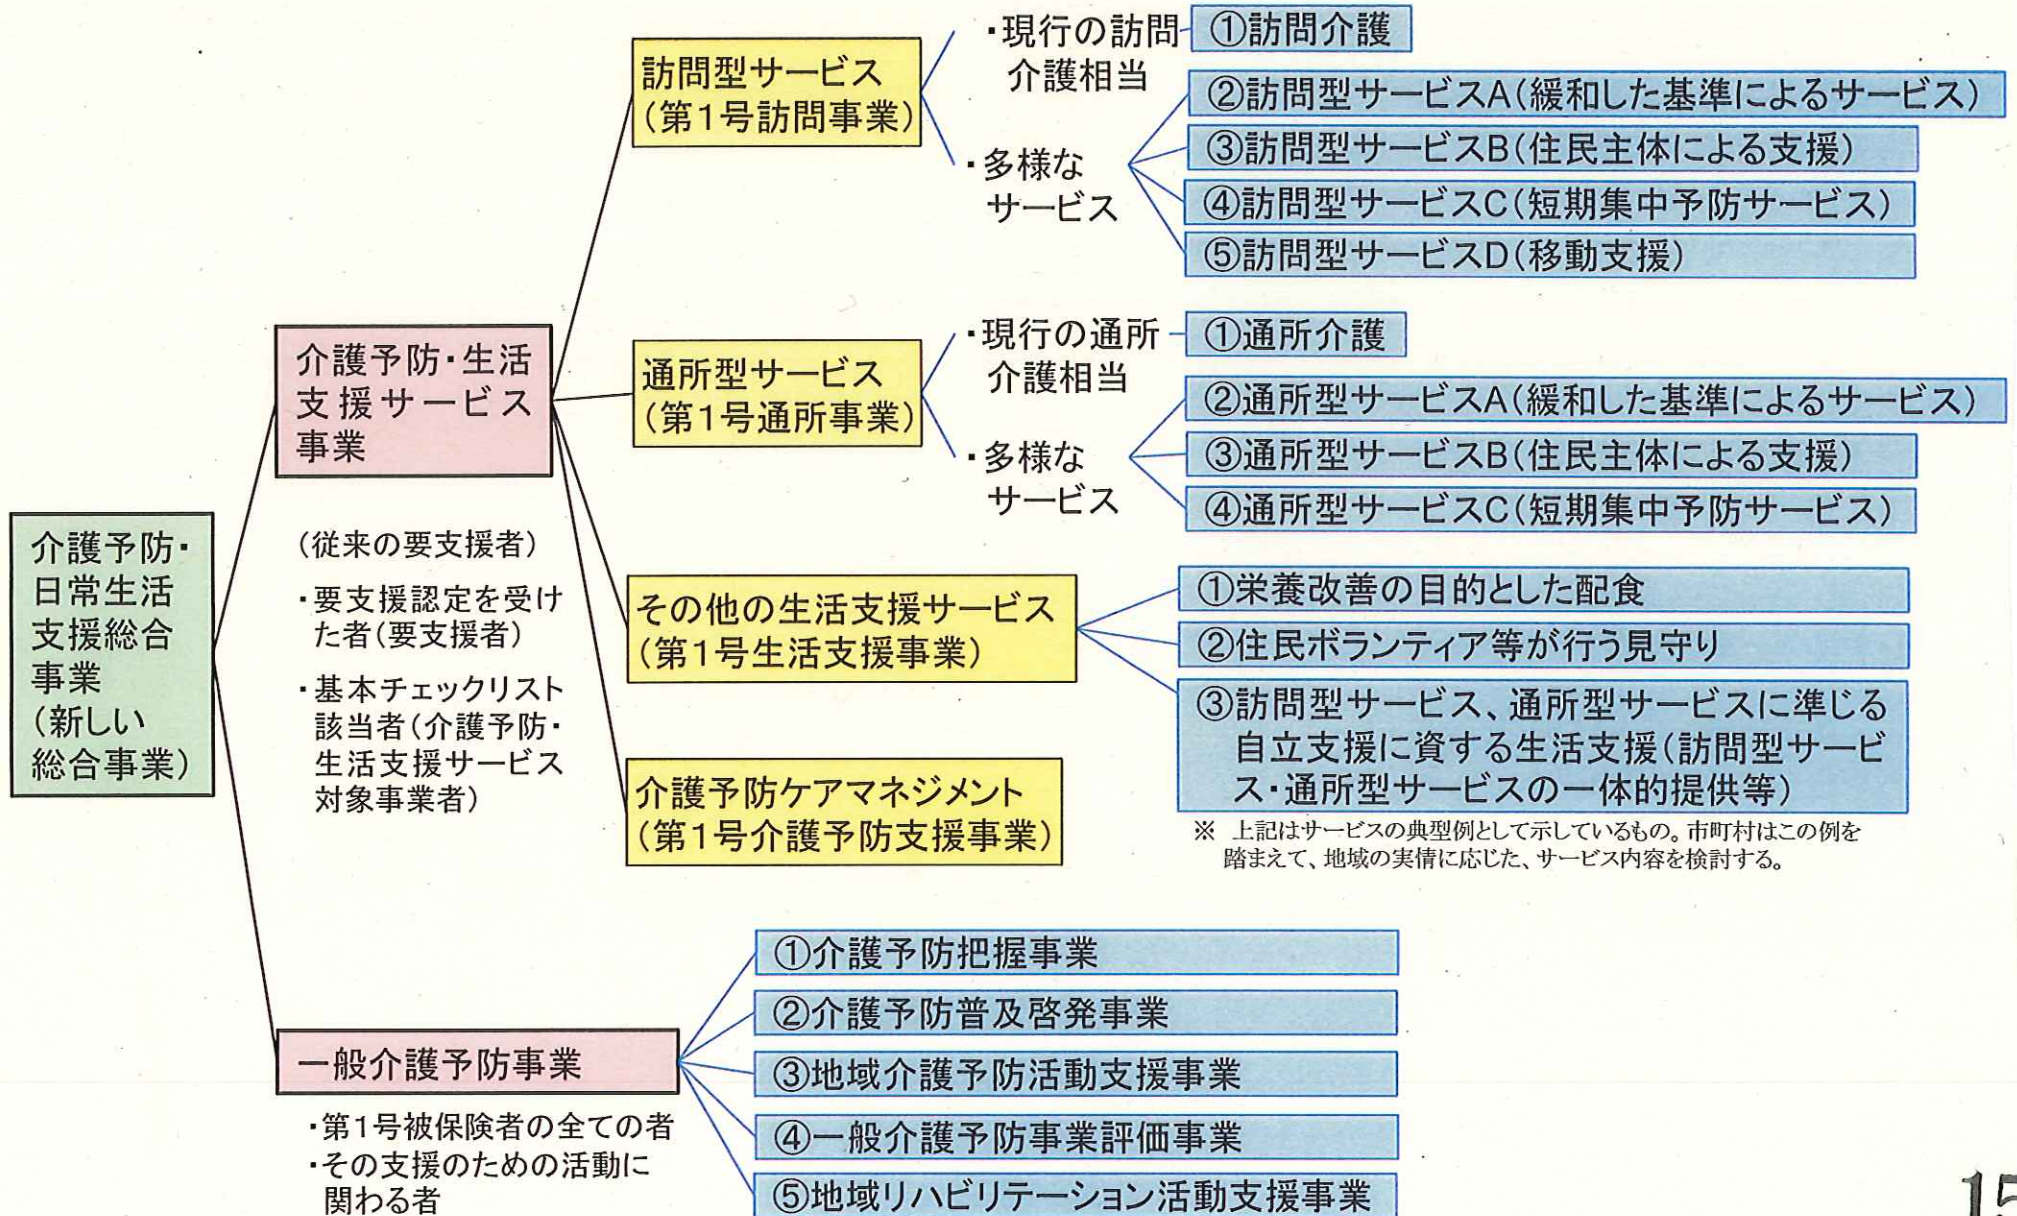 介護予防・
日常生活
支援総合
事業
(新しい
総合事業)
介護予防・生活
支援サービス
事業
(従来の要支援者)
・要支援認定を受け
た者(要支援者)
・基本チェックリスト
該当者(介護予防・
生活支援サービス
対象事業者)
訪問型サービス
(第1号訪問事業)
・現行の訪問
介護相当
①訪問介護
・多様な
サービス
②訪問型サービスA(緩和した基準によるサービス)
③訪問型サービスB(住民主体による支援)
④訪問型サービスC(短期集中予防サービス)
⑤訪問型サービスD(移動支援)
通所型サービス
(第1号通所事業)
・現行の通所
介護相当
①通所介護
・多様な
サービス
②通所型サービスA(緩和した基準によるサービス)
③通所型サービスB(住民主体による支援)
④通所型サービスC(短期集中予防サービス)
その他の生活支援サービス
(第1号生活支援事業)
①栄養改善の目的とした配食
②住民ボランティア等が行う見守り
③訪問型サービス、通所型サービスに準じる
自立支援に資する生活支援(訪問型サービ
ス・通所型サービスの一体的提供等)
介護予防ケアマネジメント
(第1号介護予防支援事業)
※ 上記はサービスの典型例として示しているもの。市町村はこの例を
踏まえて、地域の実情に応じた、サービス内容を検討する。
一般介護予防事業
・第1号被保険者の全ての者
・その支援のための活動に
関わる者
①介護予防把握事業
②介護予防普及啓発事業
③地域介護予防活動支援事業
④一般介護予防事業評価事業
⑤地域リハビリテーション活動支援事業
15